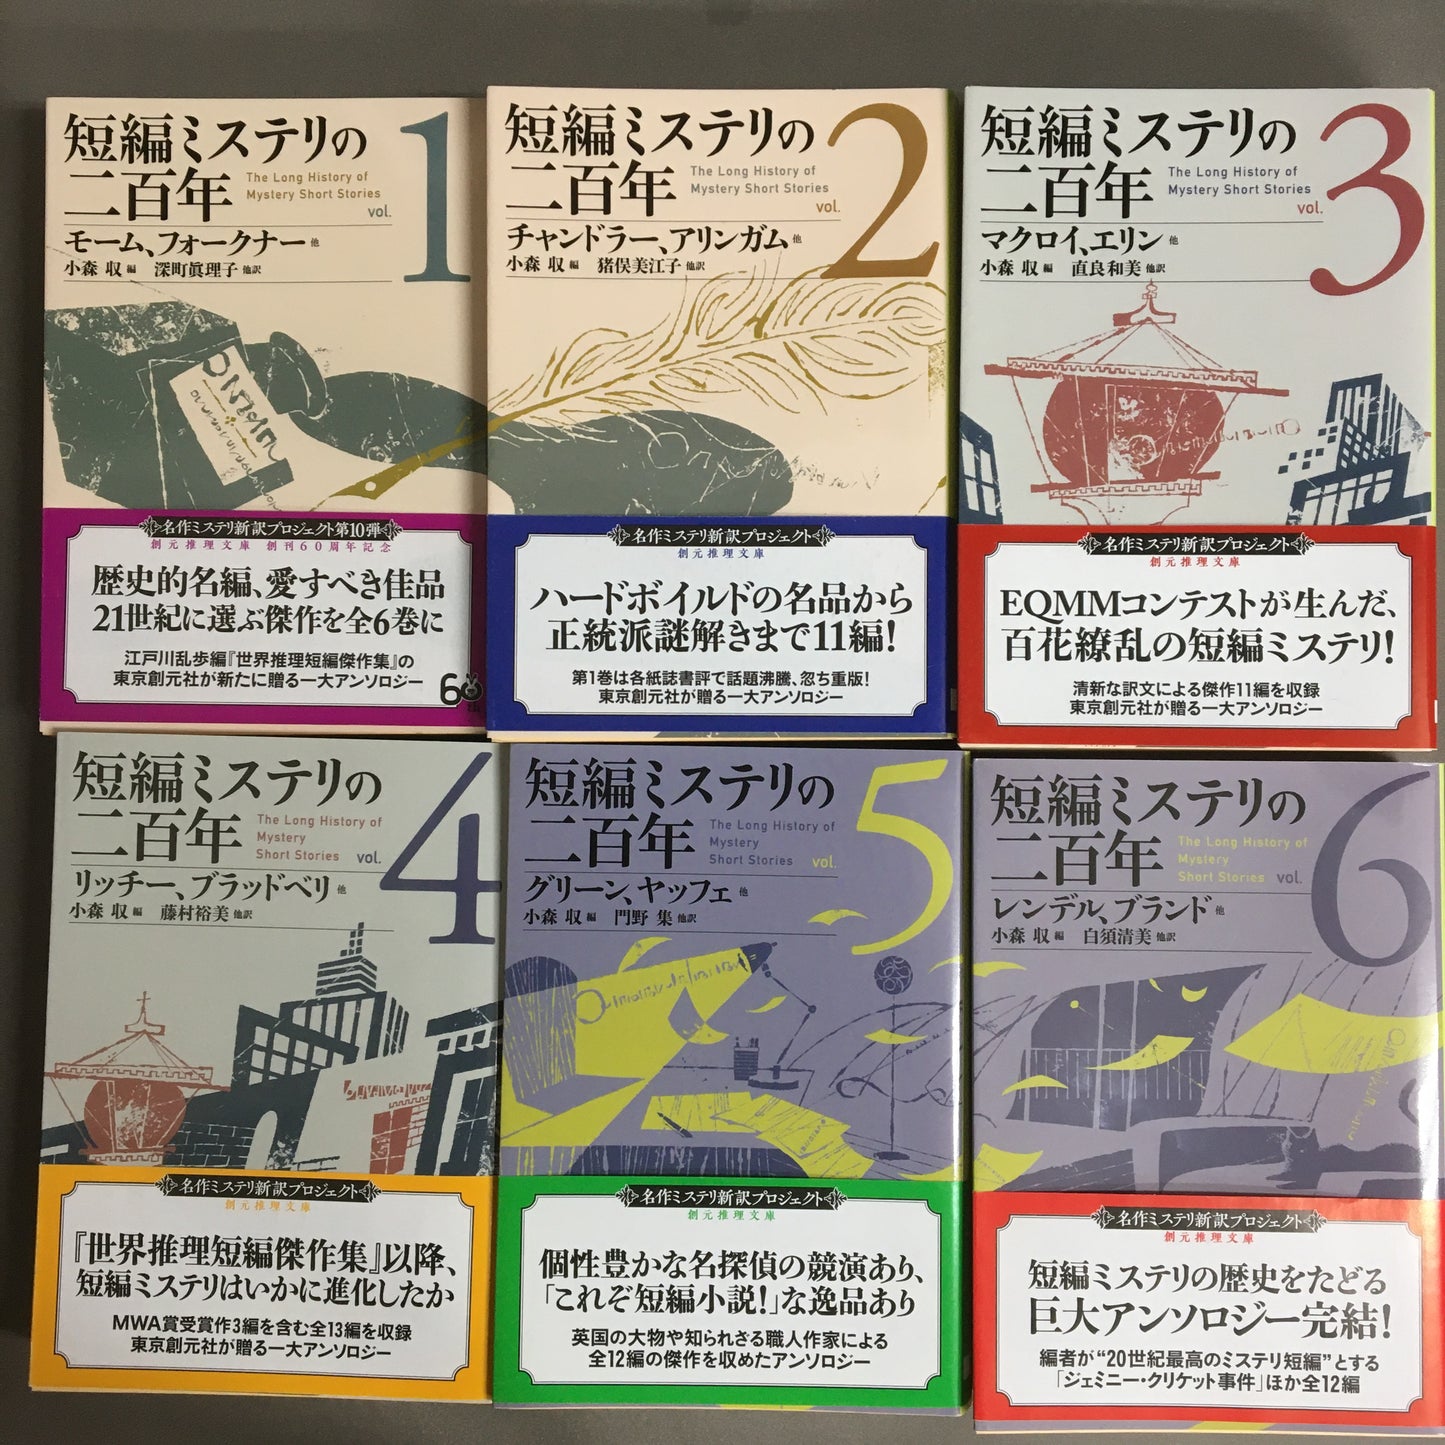 短編ミステリの
二百年
The Long History of
Mystery Short Stories
vol.
1
モーム、フォークナー 他
小森 収 編 深町眞理子 他訳
名作ミステリ新訳プロジェクト第10弾
創元推理文庫 創刊60周年記念
歴史的名編、愛すべき佳品
21世紀に選ぶ傑作を全6巻に
江戸川乱歩編『世界推理短編傑作集』の
東京創元社が新たに贈る一大アンソロジー
60
短編ミステリの
二百年
The Long History of
Mystery Short Stories
vol.
2
チャンドラー、アリンガム 他
小森 収 編 猪俣美江子 他訳
名作ミステリ新訳プロジェクト
創元推理文庫
ハードボイルドの名品から
正統派謎解きまで11編!
第1巻は各紙誌書評で話題沸騰、忽ち重版!
東京創元社が贈る一大アンソロジー
短編ミステリの
二百年
The Long History of
Mystery Short Stories
vol.
3
マクロイ、エリン 他
小森 収 編 直良和美 他訳
名作ミステリ新訳プロジェクト
創元推理文庫
EQMMコンテストが生んだ、
百花繚乱の短編ミステリ!
清新な訳文による傑作11編を収録
東京創元社が贈る一大アンソロジー
短編ミステリの
二百年
The Long History of
Mystery
Short Stories
vol.
4
リッチー、ブラッドベリ 他
小森 収 編 藤村裕美 他訳
名作ミステリ新訳プロジェクト
創元推理文庫
『世界推理短編傑作集』以降、
短編ミステリはいかに進化したか
MWA賞受賞作3編を含む全13編を収録
東京創元社が贈る一大アンソロジー
短編ミステリの
二百年
The Long History of
Mystery
Short Stories
vol.
5
グリーン、ヤッフェ 他
小森 収 編 門野 集 他訳
名作ミステリ新訳プロジェクト
創元推理文庫
個性豊かな名探偵の競演あり、
「これぞ短編小説!」な逸品あり
英国の大物や知られざる職人作家による
全12編の傑作を収めたアンソロジー
短編ミステリの
二百年
The Long History of
Mystery
Short Stories
vol.
6
レンデル、ブランド 他
小森 収 編 白須清美 他訳
名作ミステリ新訳プロジェクト
創元推理文庫
短編ミステリの歴史をたどる
巨大アンソロジー完結!
編者が“20世紀最高のミステリ短編”とする
「ジェミニー・クリケット事件」ほか全12編